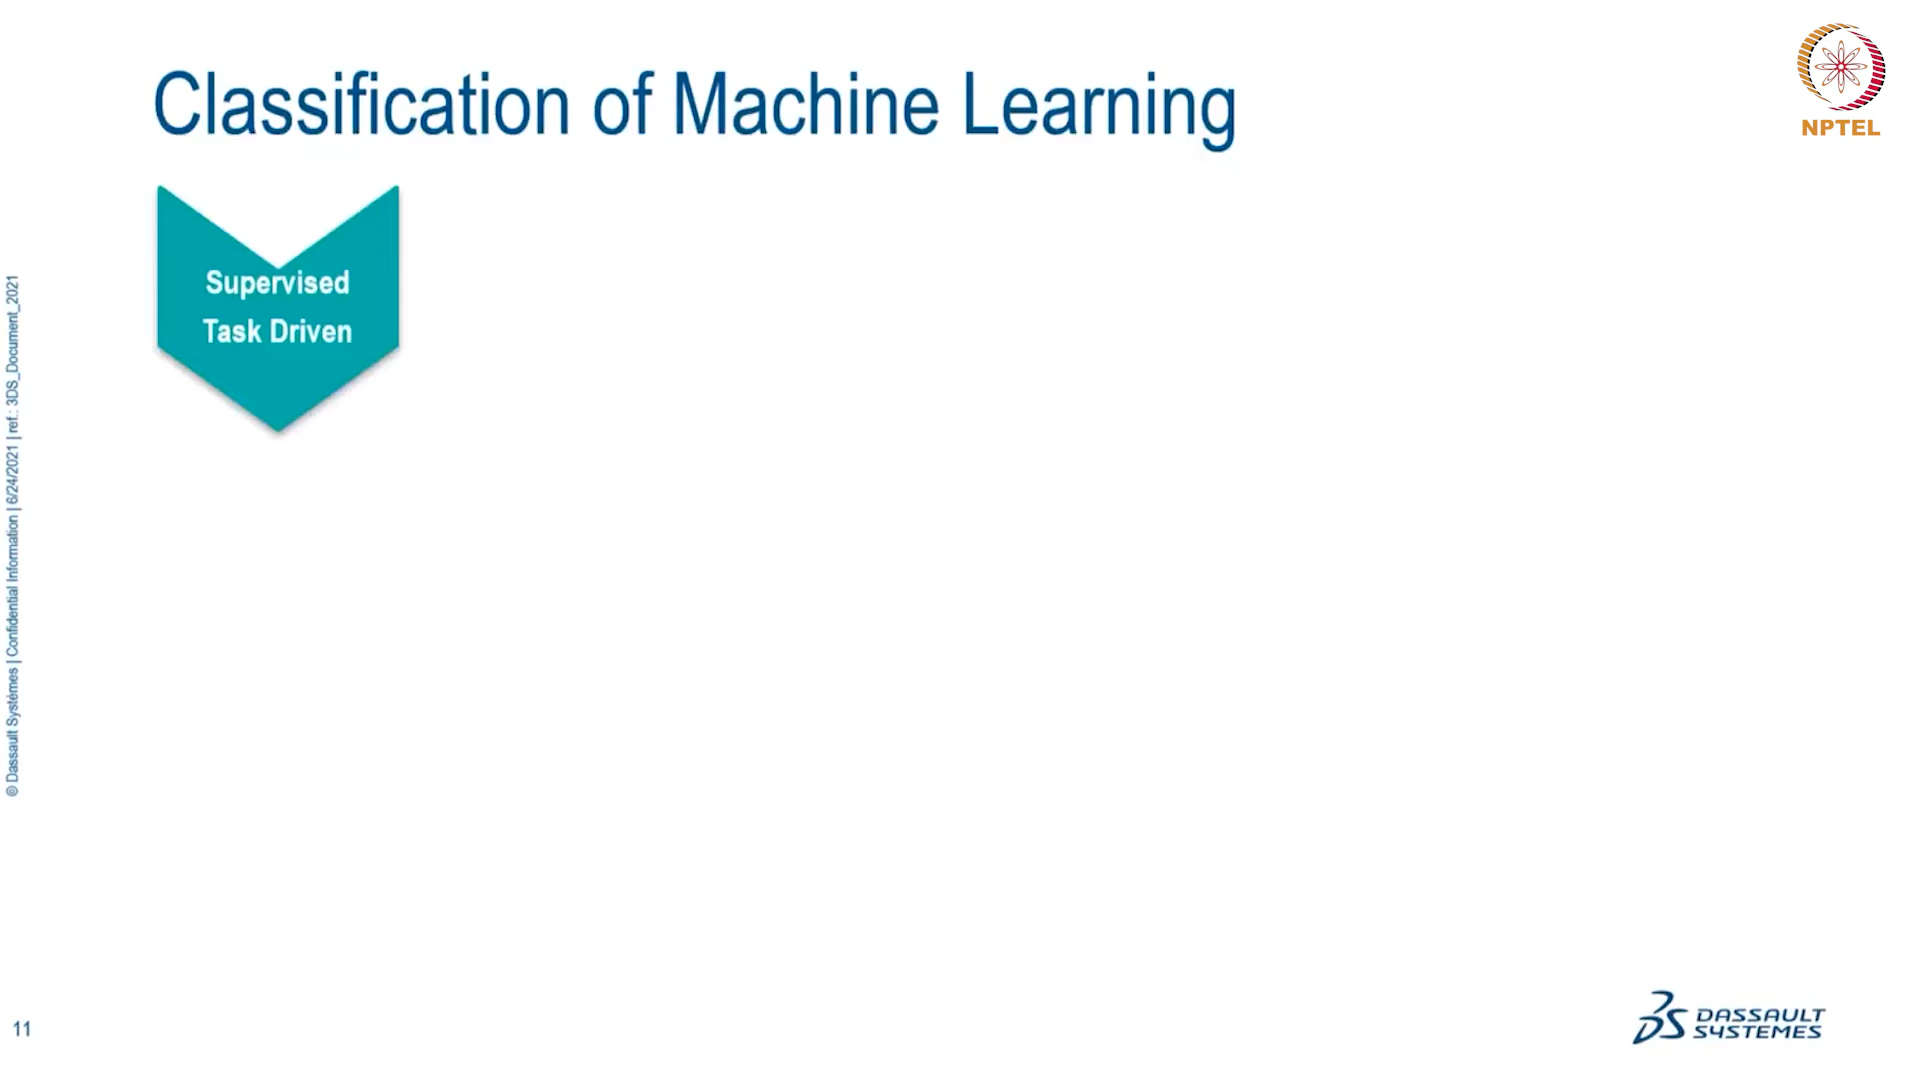 Classification of Machine Learning
NPTEL
Supervised
Task Driven
© Dassault Systèmes | Confidential Information | 6/24/2021 | ref.: 3DS_Document_2021
11
DASSAULT
SYSTEMES